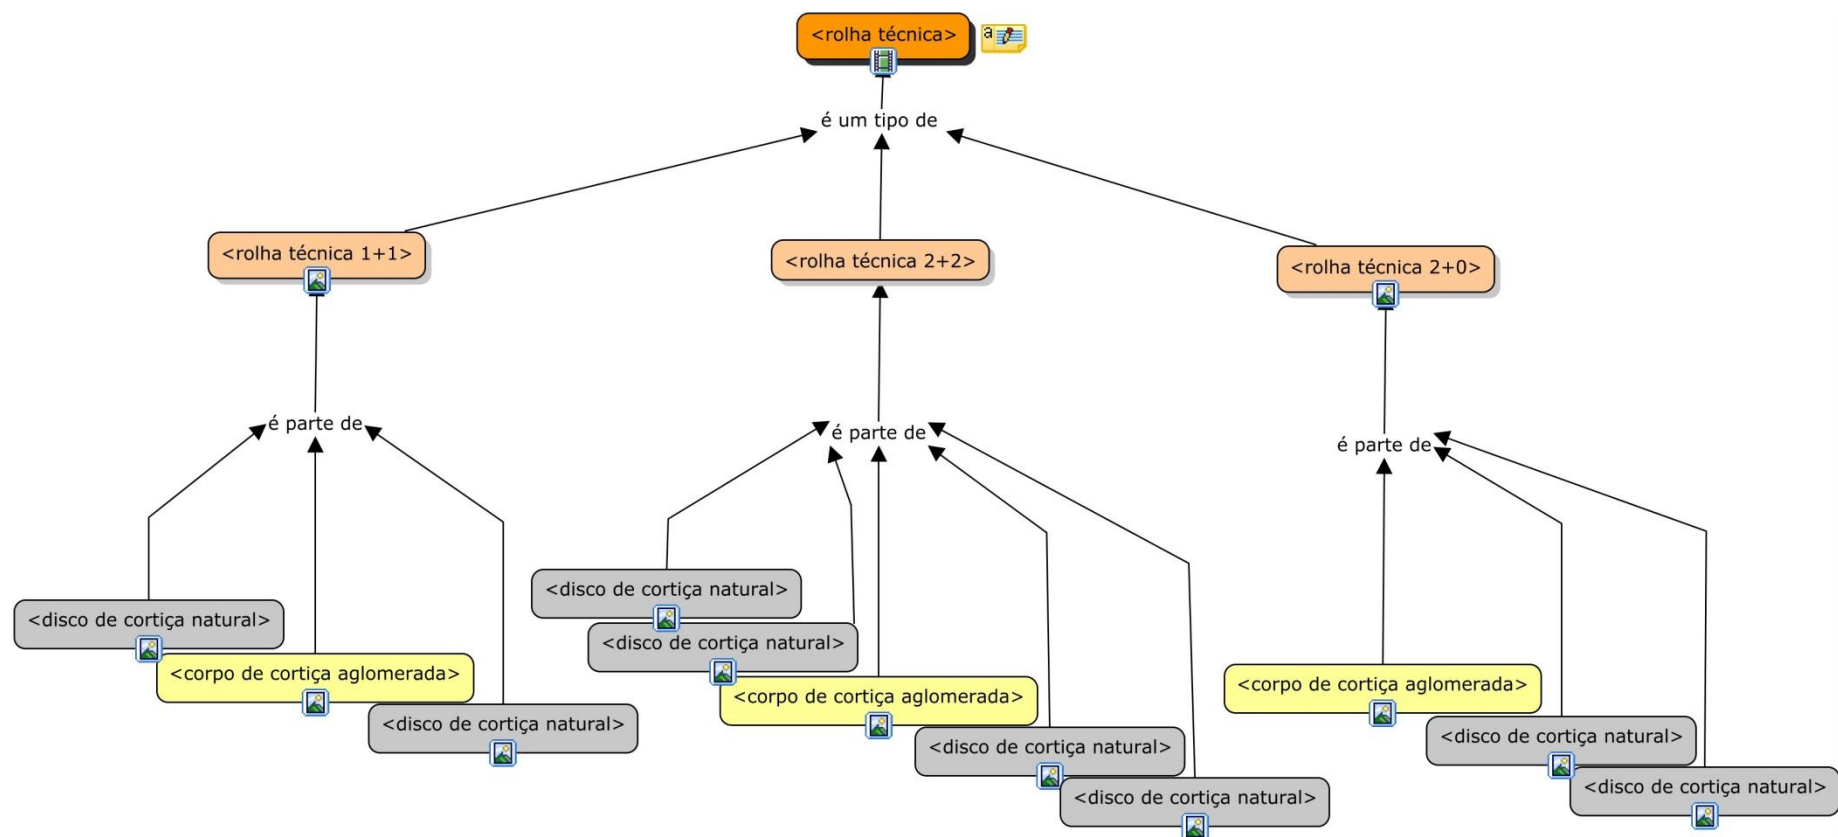 <rolha técnica>
a
é um tipo de
<rolha técnica 1+1>
<rolha técnica 2+2>
<rolha técnica 2+0>
é parte de
é parte de
é parte de
<disco de cortiça natural>
<corpo de cortiça aglomerada>
<disco de cortiça natural>
<disco de cortiça natural>
<disco de cortiça natural>
<corpo de cortiça aglomerada>
<disco de cortiça natural>
<disco de cortiça natural>
<corpo de cortiça aglomerada>
<disco de cortiça natural>
<disco de cortiça natural>